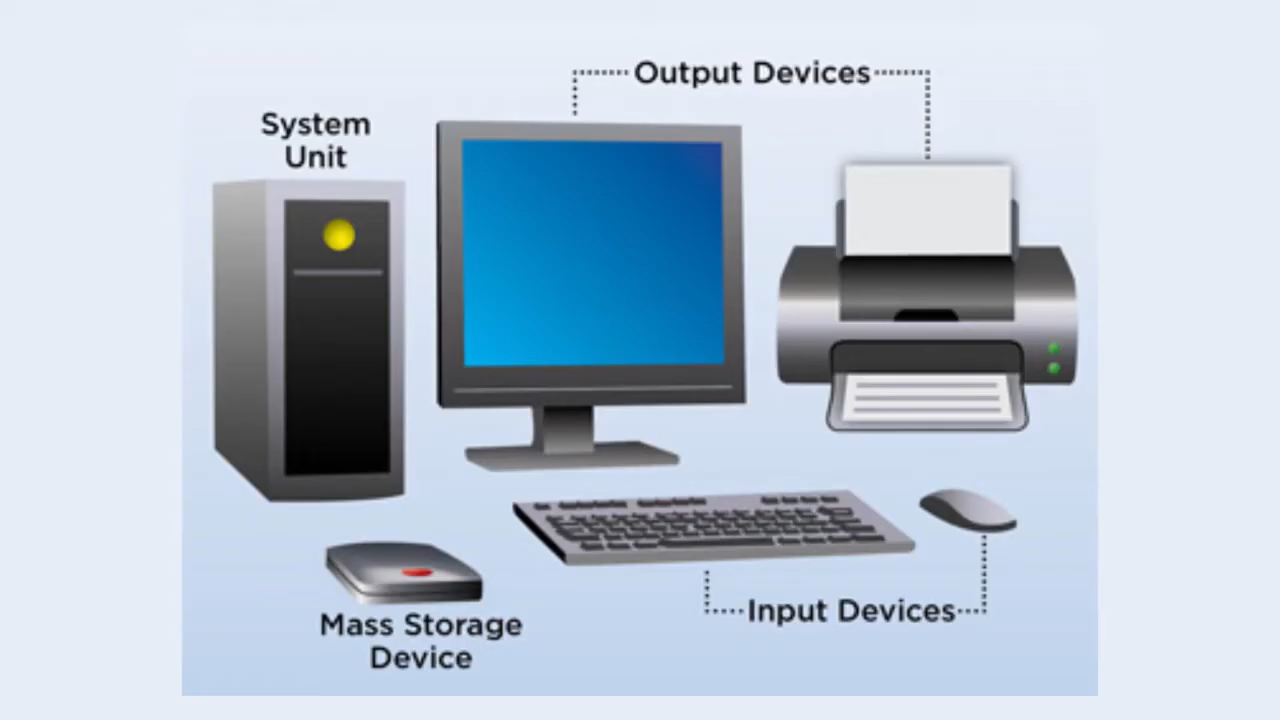 Output Devices
System
Unit
Input Devices
Mass Storage
Device